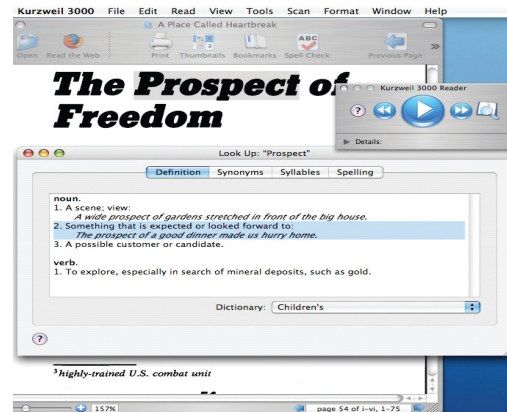 Kurzweil 3000 File Edit Read View Tools Scan Format Window Help
A Place Called Heartbreak
ABC
Open Read the Web Print Thumbnails Bookmarks Spell Check Previous Page
The Prospect of
Freedom
Kurzweil 3000 Reader
Details:
Look Up: "Prospect"
Definition Synonyms Syllables Spelling
noun.
1. A scene; view:
A wide prospect of gardens stretched in front of the big house.
2. Something that is expected or looked forward to:
The prospect of a good dinner made us hurry home.
3. A possible customer or candidate.
verb.
1. To explore, especially in search of mineral deposits, such as gold.
Dictionary: Children's
?
3 highly-trained U.S. combat unit
157% page 54 of i-vi, 1-75